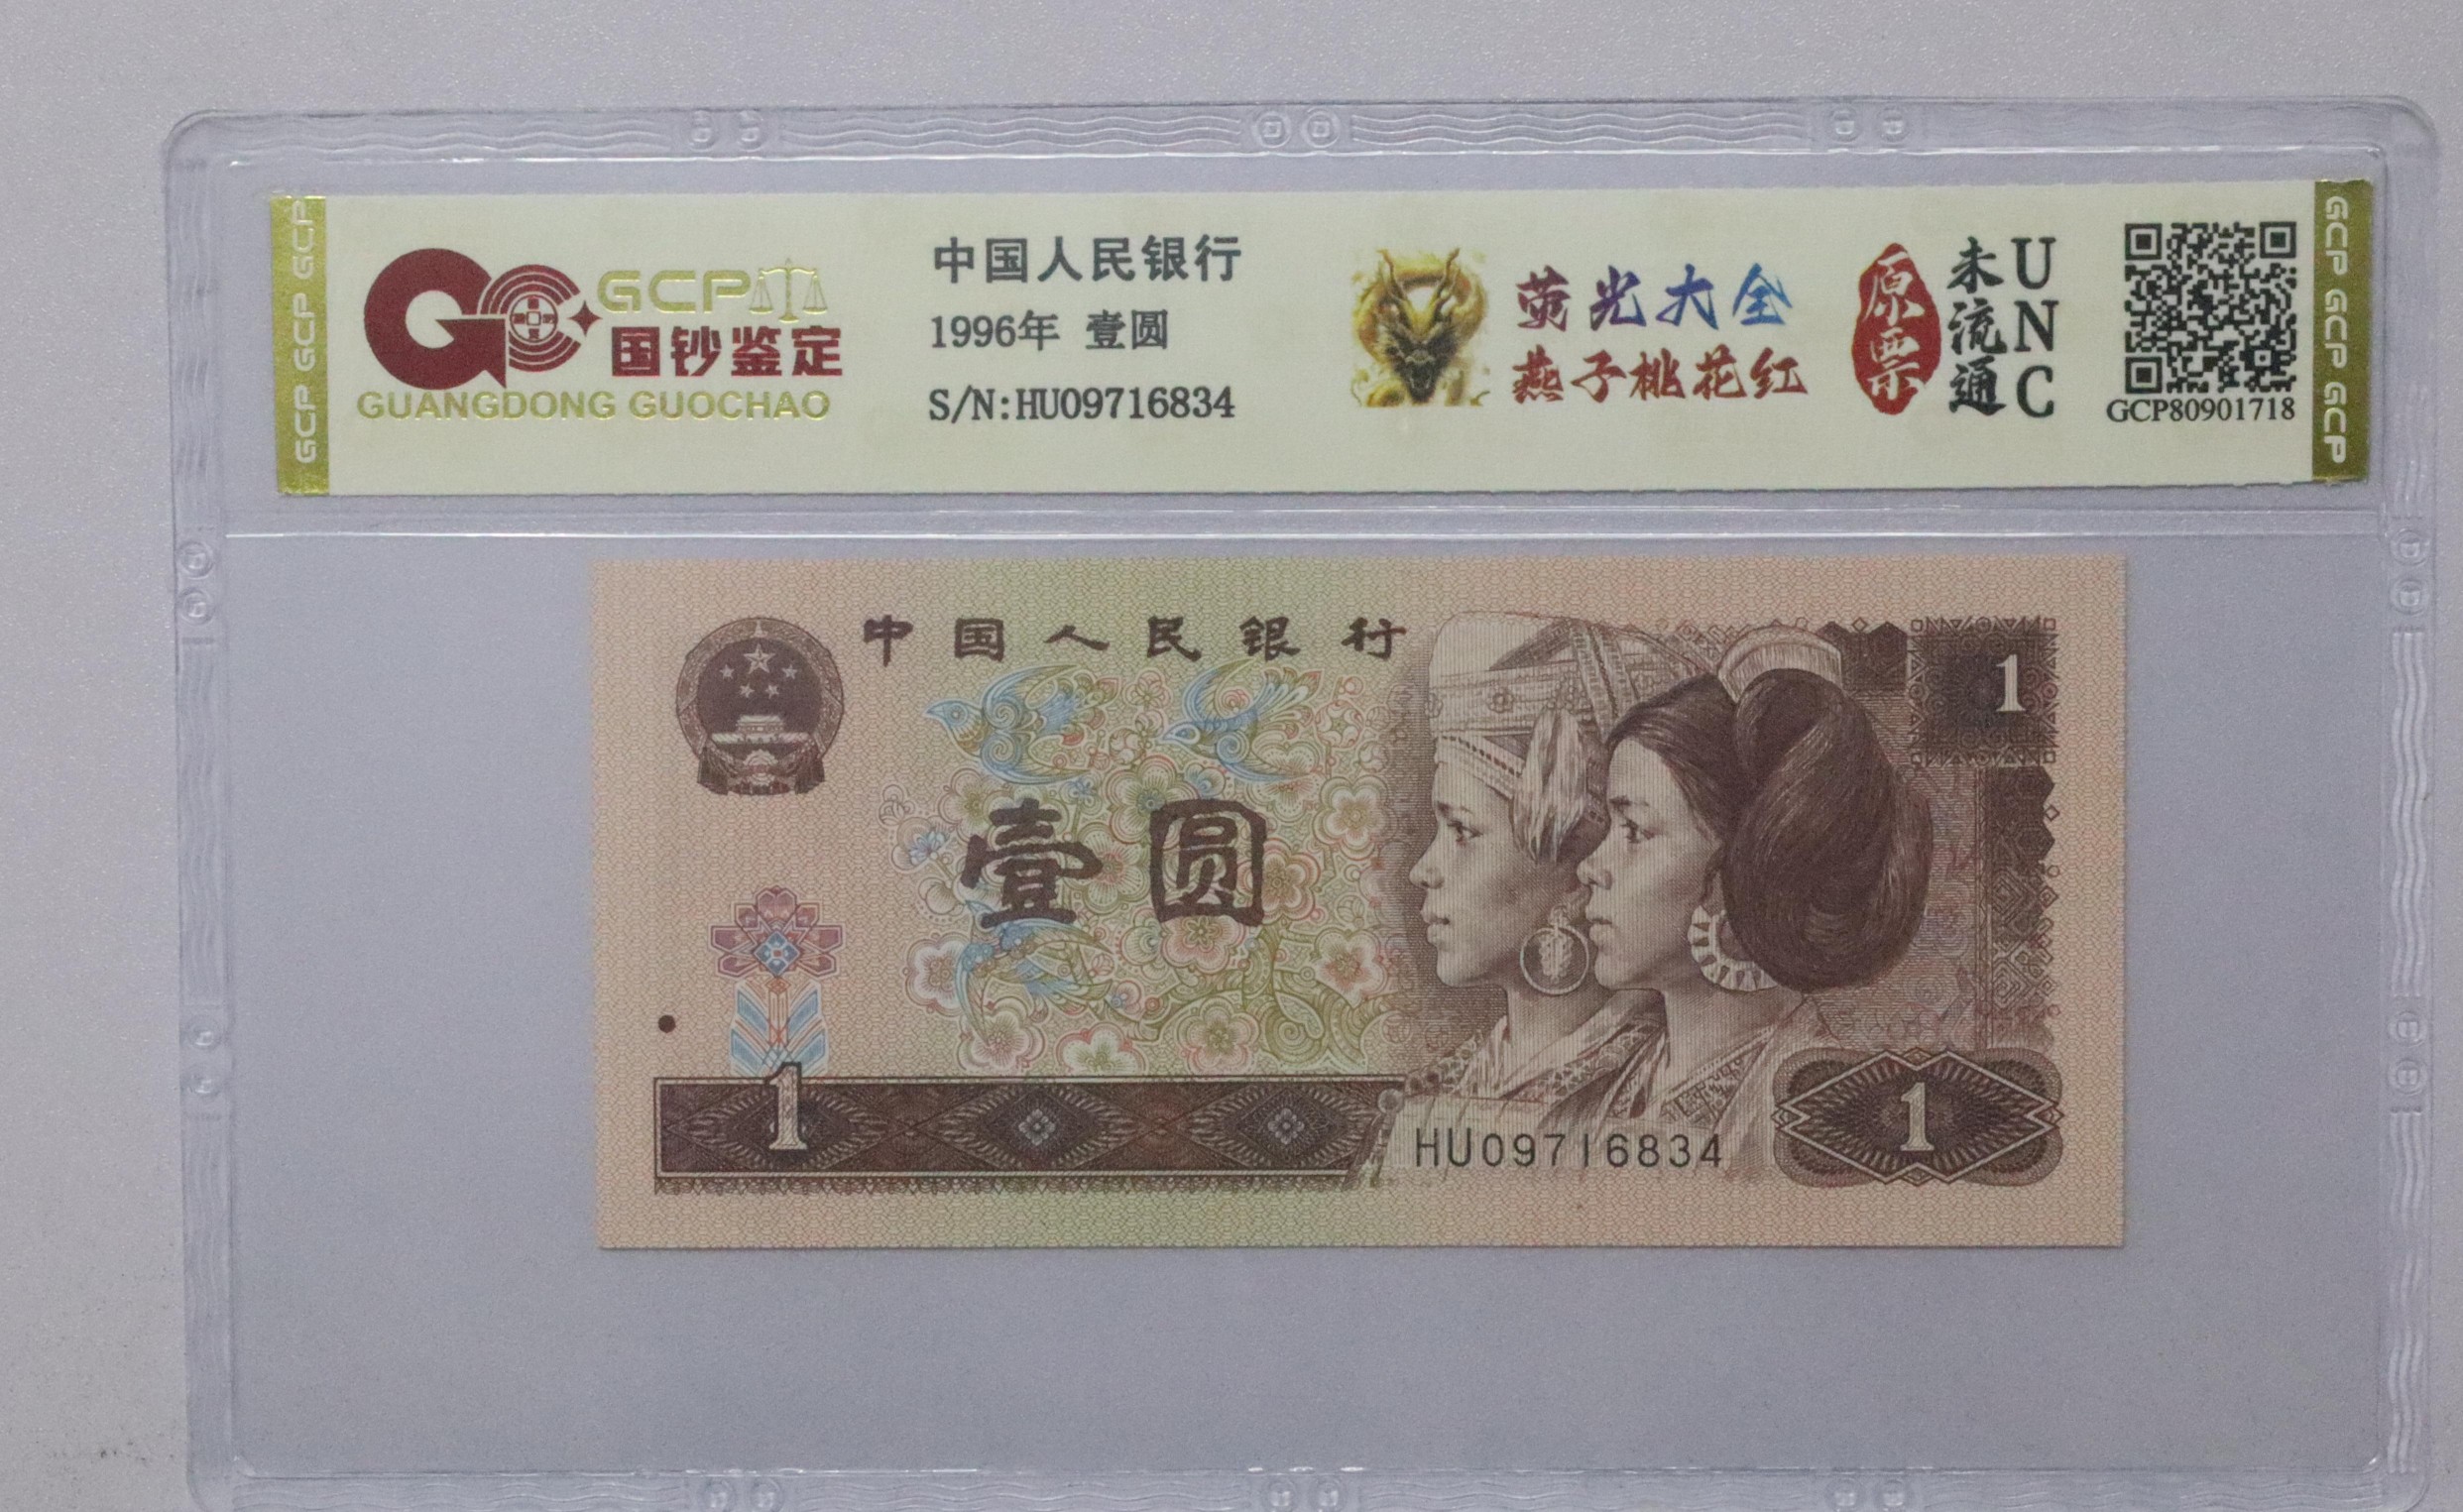 GCP GCP GCP
GCP
国钞鉴定
GUANGDONG GUOCHAO
中国人民银行
1996年 壹圆
S/N:HU09716834
荧光大全
燕子桃花红
原票
未流通
UNC
GCP80901718
GCP GCP GCP
中国人民银行
1
壹圆
1
HU09716834
1